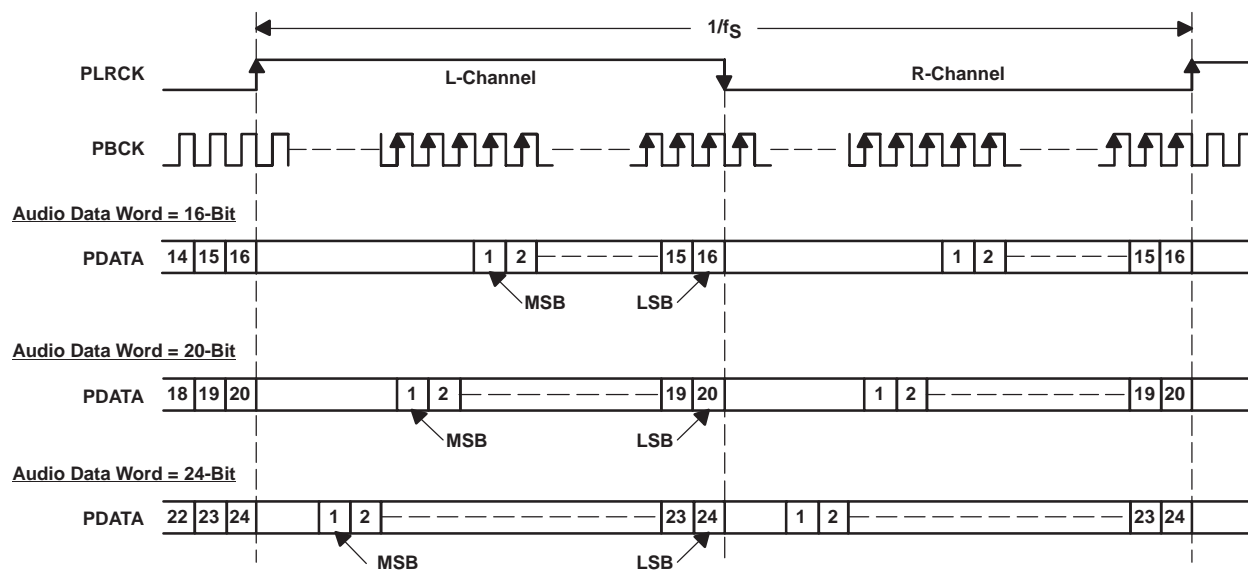 1/fS
PLRCK L-Channel R-Channel
PBCK
Audio Data Word = 16-Bit
PDATA 14 15 16 1 2 15 16 1 2 15 16
MSB LSB
Audio Data Word = 20-Bit
PDATA 18 19 20 1 2 19 20 1 2 19 20
MSB LSB
Audio Data Word = 24-Bit
PDATA 22 23 24 1 2 23 24 1 2 23 24
MSB LSB